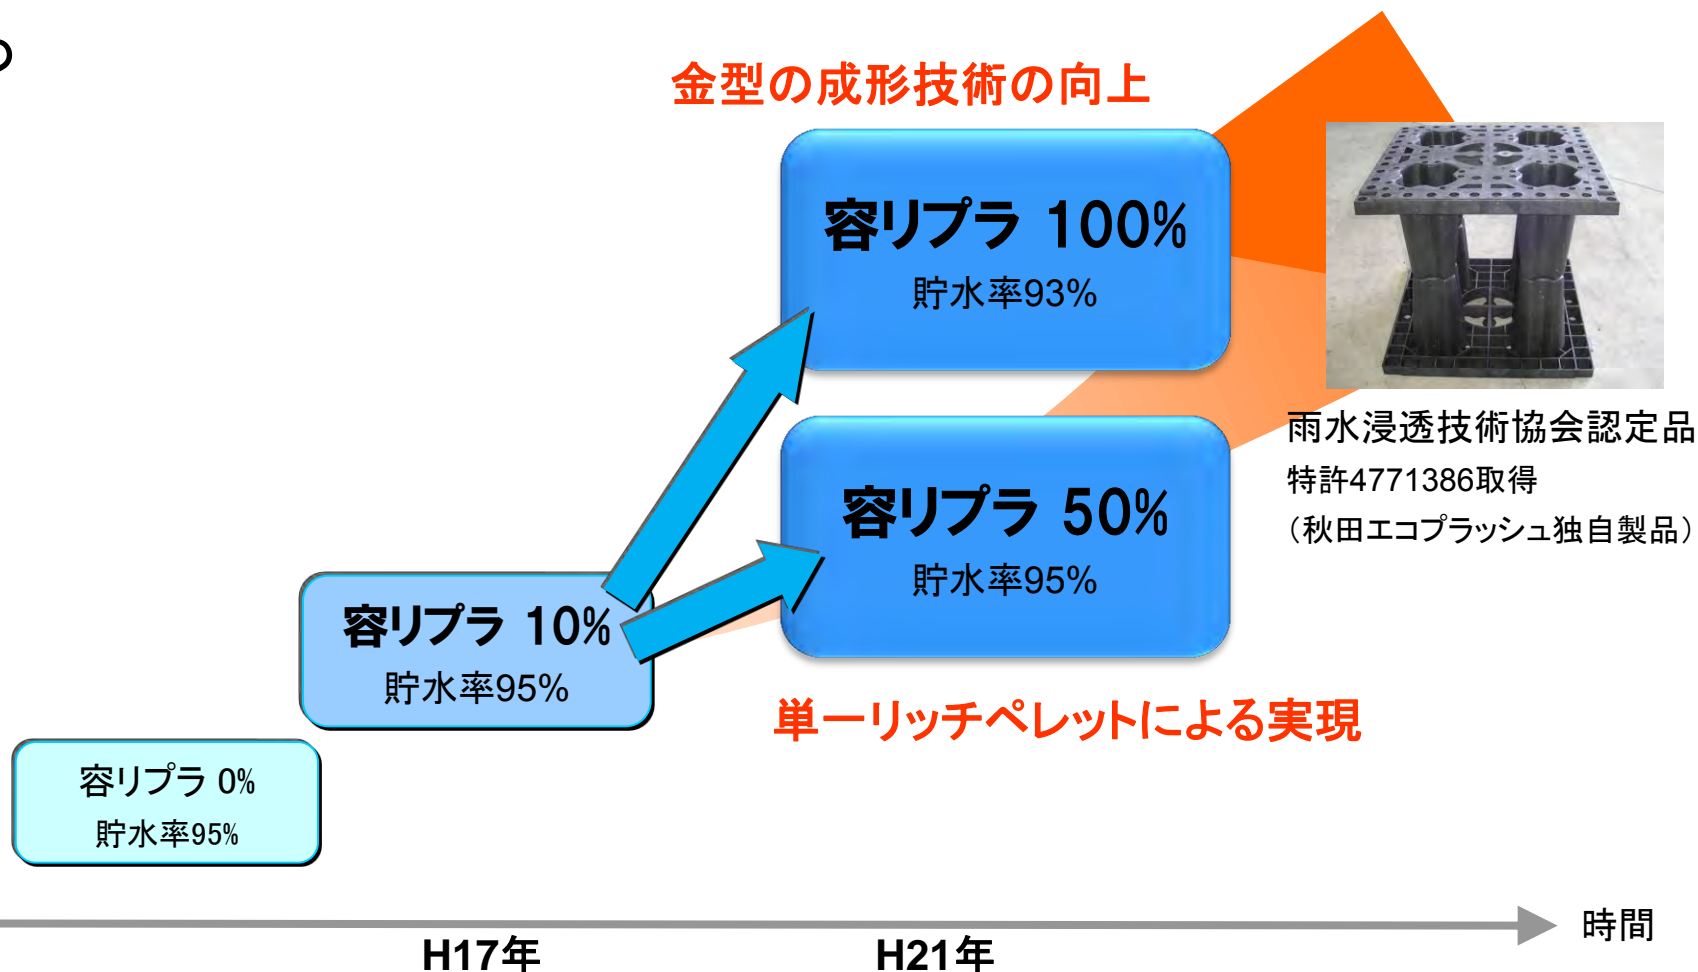 金型の成形技術の向上
容リプラ 100%
貯水率93%
雨水浸透技術協会認定品
特許4771386取得
（秋田エコプラッシュ独自製品）
容リプラ 50%
貯水率95%
容リプラ 10%
貯水率95%
単一リッチペレットによる実現
容リプラ 0%
貯水率95%
時間
H17年
H21年